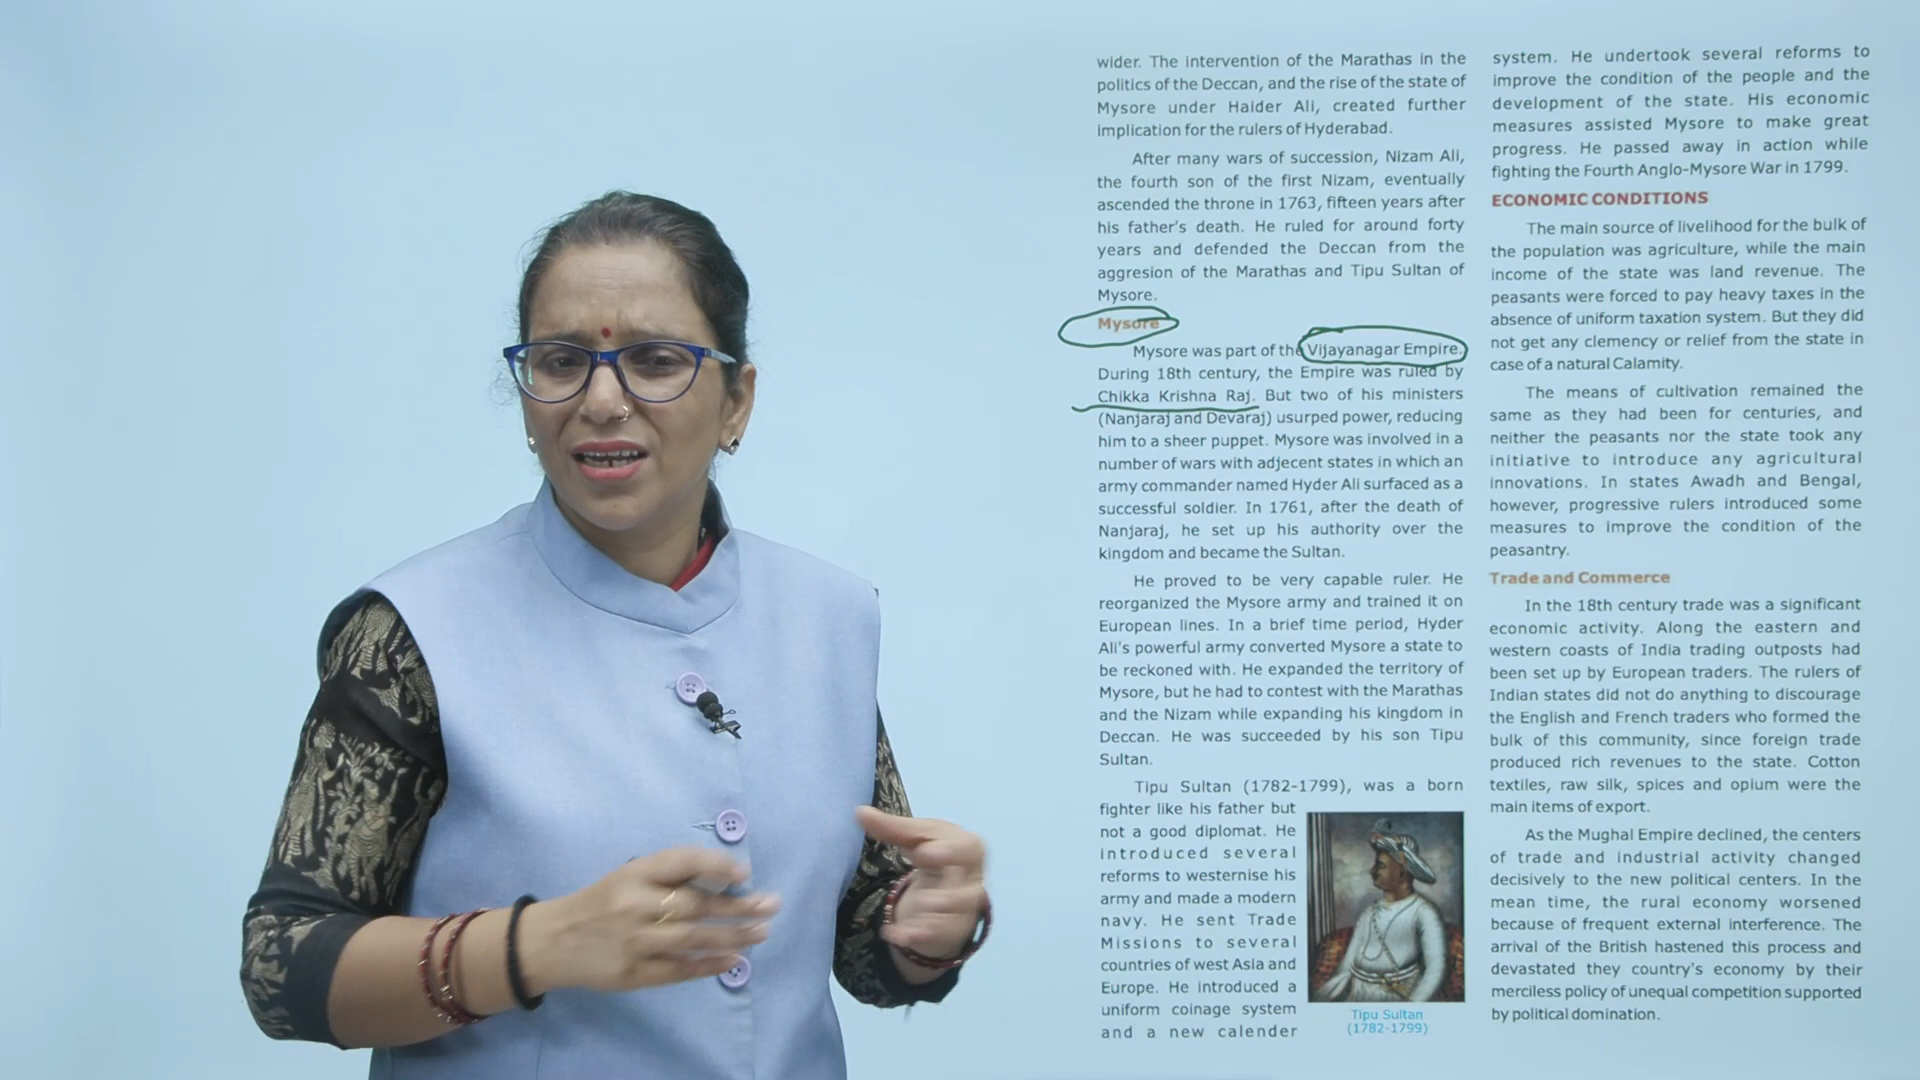 wider. The intervention of the Marathas in the
politics of the Deccan, and the rise of the state of
Mysore under Haider Ali, created further
implication for the rulers of Hyderabad.
After many wars of succession, Nizam Ali,
the fourth son of the first Nizam, eventually
ascended the throne in 1763, fifteen years after
his father's death. He ruled for around forty
years and defended the Deccan from the
aggresion of the Marathas and Tipu Sultan of
Mysore.
Mysore
Mysore was part of the Vijayanagar Empire.
During 18th century, the Empire was ruled by
Chikka Krishna Raj. But two of his ministers
(Nanjaraj and Devaraj) usurped power, reducing
him to a sheer puppet. Mysore was involved in a
number of wars with adjecent states in which an
army commander named Hyder Ali surfaced as a
successful soldier. In 1761, after the death of
Nanjaraj, he set up his authority over the
kingdom and became the Sultan.
He proved to be very capable ruler. He
reorganized the Mysore army and trained it on
European lines. In a brief time period, Hyder
Ali's powerful army converted Mysore a state to
be reckoned with. He expanded the territory of
Mysore, but he had to contest with the Marathas
and the Nizam while expanding his kingdom in
Deccan. He was succeeded by his son Tipu
Sultan.
Tipu Sultan (1782-1799), was a born
fighter like his father but
not a good diplomat. He
introduced several
reforms to westernise his
army and made a modern
navy. He sent Trade
Missions to several
countries of west Asia and
Europe. He introduced a
uniform coinage system
and a new calender
Tipu Sultan
(1782-1799)
system. He undertook several reforms to
improve the condition of the people and the
development of the state. His economic
measures assisted Mysore to make great
progress. He passed away in action while
fighting the Fourth Anglo-Mysore War in 1799.
ECONOMIC CONDITIONS
The main source of livelihood for the bulk of
the population was agriculture, while the main
income of the state was land revenue. The
peasants were forced to pay heavy taxes in the
absence of uniform taxation system. But they did
not get any clemency or relief from the state in
case of a natural Calamity.
The means of cultivation remained the
same as they had been for centuries, and
neither the peasants nor the state took any
initiative to introduce any agricultural
innovations. In states Awadh and Bengal,
however, progressive rulers introduced some
measures to improve the condition of the
peasantry.
Trade and Commerce
In the 18th century trade was a significant
economic activity. Along the eastern and
western coasts of India trading outposts had
been set up by European traders. The rulers of
Indian states did not do anything to discourage
the English and French traders who formed the
bulk of this community, since foreign trade
produced rich revenues to the state. Cotton
textiles, raw silk, spices and opium were the
main items of export.
As the Mughal Empire declined, the centers
of trade and industrial activity changed
decisively to the new political centers. In the
mean time, the rural economy worsened
because of frequent external interference. The
arrival of the British hastened this process and
devastated they country's economy by their
merciless policy of unequal competition supported
by political domination.